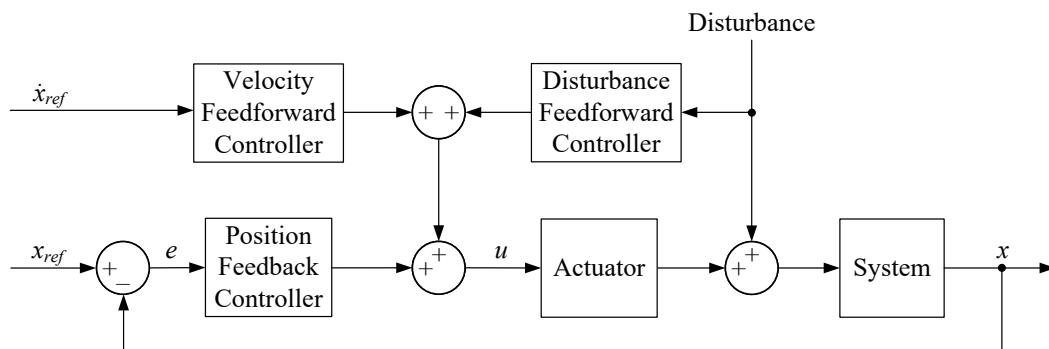 Disturbance
ẋref
Velocity
Feedforward
Controller
+ +
Disturbance
Feedforward
Controller
xref
+
−
e
Position
Feedback
Controller
+
+
u
Actuator
+
+
System
x